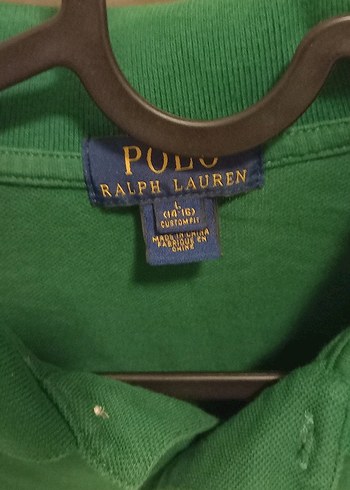 POLO
RALPH LAUREN
L
(14-16)
CUSTOM FIT
MADE IN CHINA
FABRIQUÉ EN
CHINE